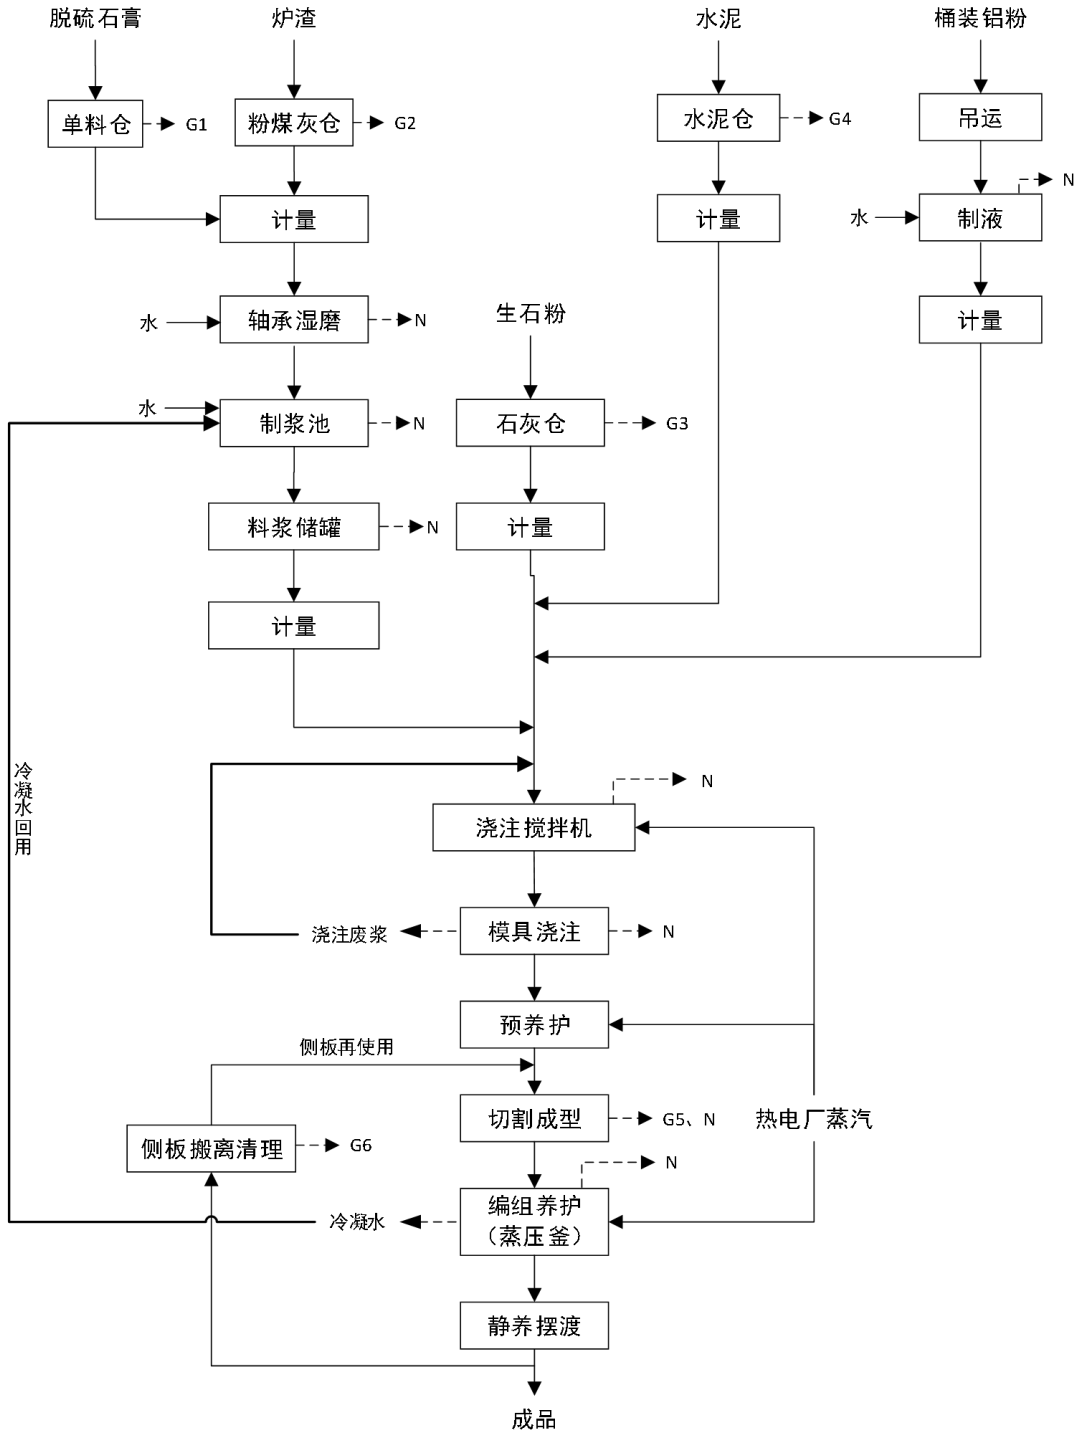 脱硫石膏
炉渣
水泥
桶装铝粉
单料仓
G1
粉煤灰仓
G2
水泥仓
G4
吊运
计量
计量
水
制液
N
水
轴承湿磨
N
生石粉
计量
水
制浆池
N
石灰仓
G3
料浆储罐
N
计量
计量
冷凝水回用
浇注搅拌机
N
浇注废浆
模具浇注
N
预养护
侧板再使用
切割成型
G5、N
热电厂蒸汽
侧板搬离清理
G6
N
冷凝水
编组养护
（蒸压釜）
静养摆渡
成品